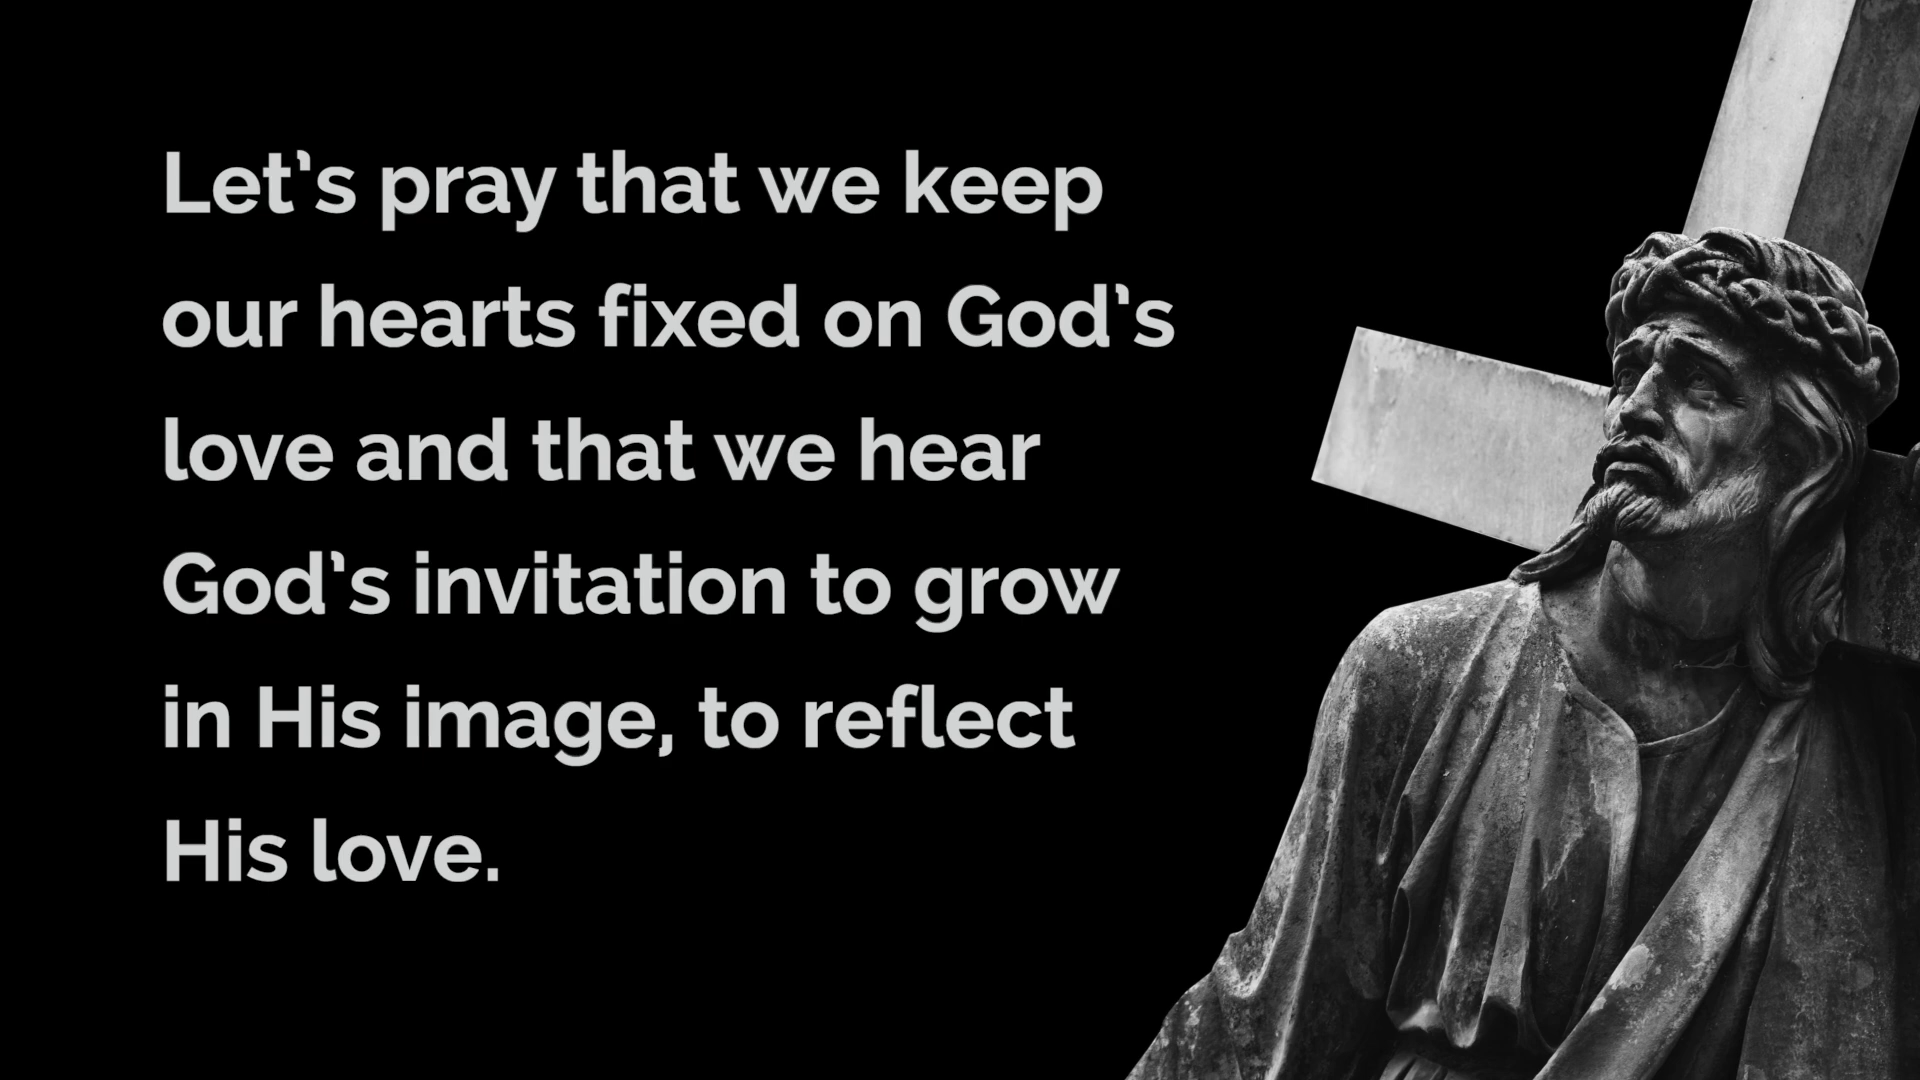 Let’s pray that we keep
our hearts fixed on God’s
love and that we hear
God’s invitation to grow
in His image, to reflect
His love.